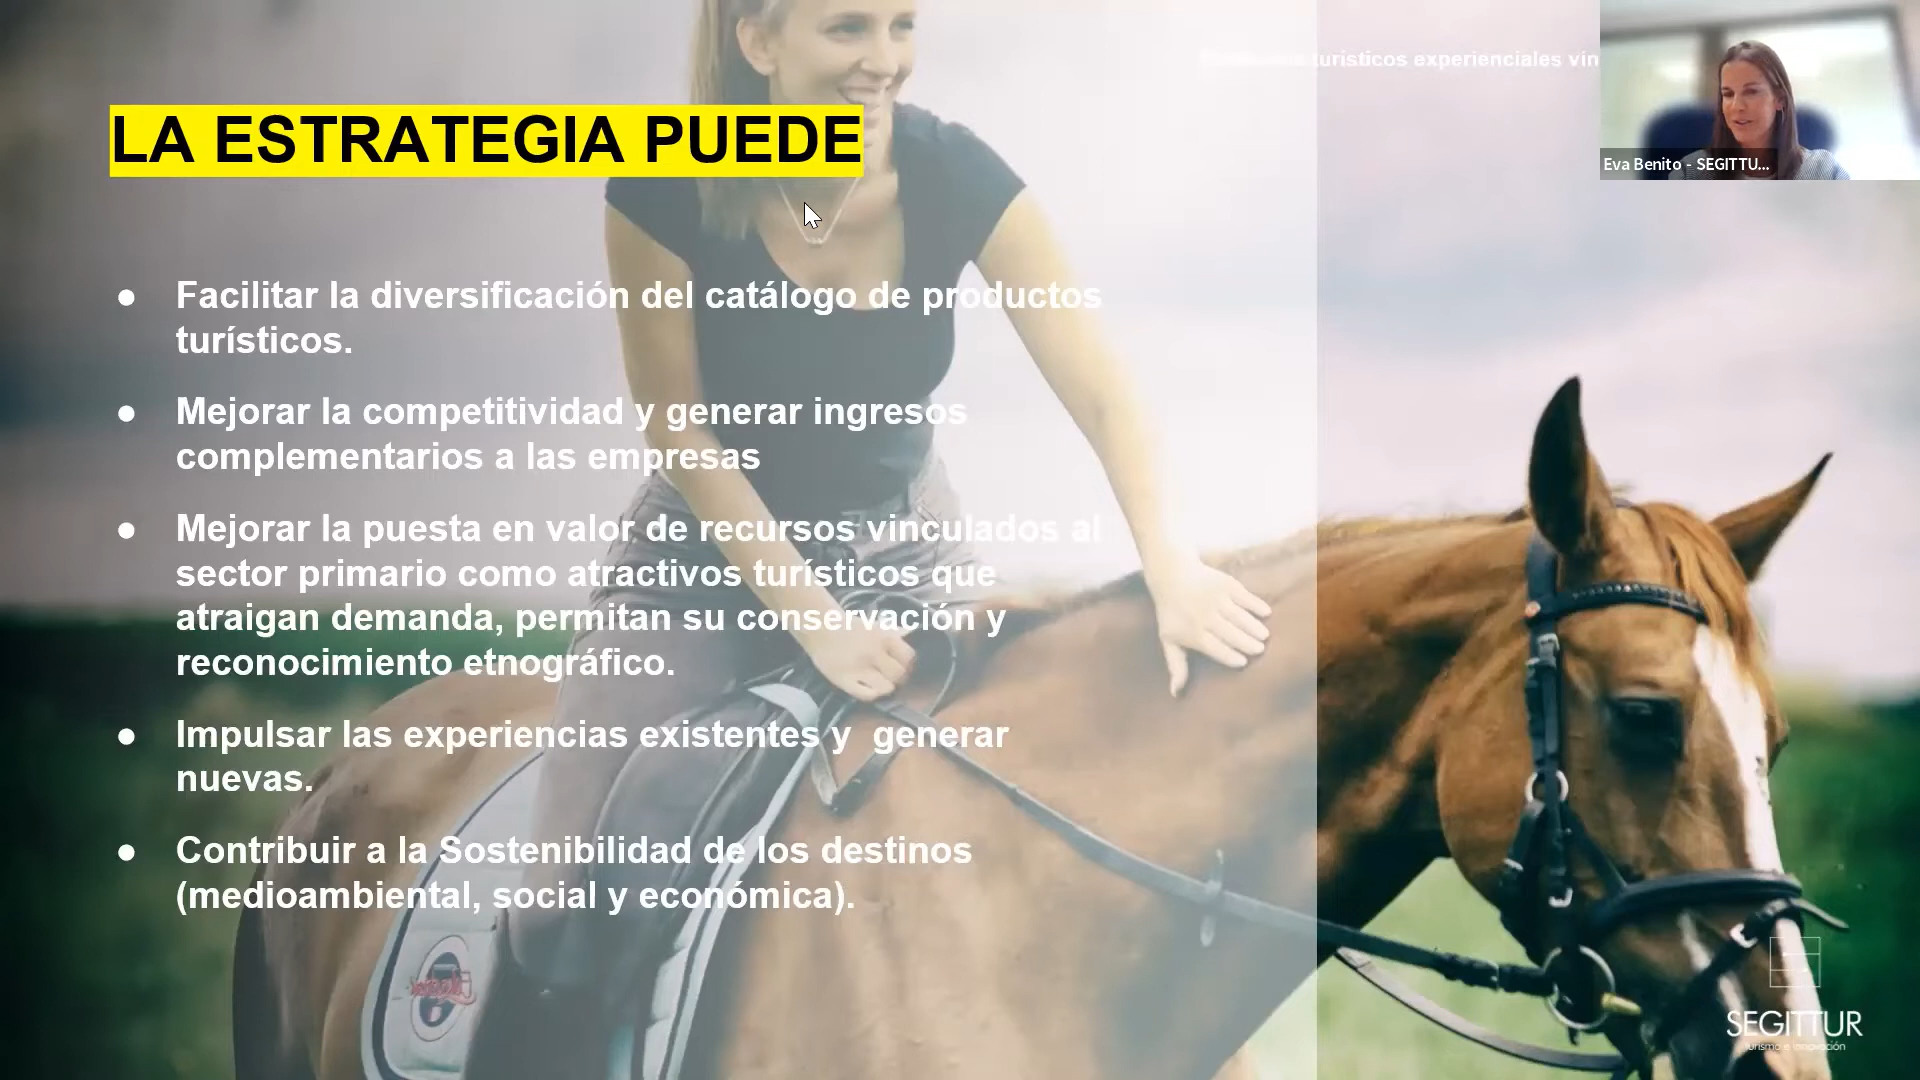 turísticos experienciales vin
LA ESTRATEGIA PUEDE
Eva Benito - SEGITTU...
● Facilitar la diversificación del catálogo de productos
turísticos.
● Mejorar la competitividad y generar ingresos
complementarios a las empresas
● Mejorar la puesta en valor de recursos vinculados al
sector primario como atractivos turísticos que
atraigan demanda, permitan su conservación y
reconocimiento etnográfico.
● Impulsar las experiencias existentes y  generar
nuevas.
● Contribuir a la Sostenibilidad de los destinos
(medioambiental, social y económica).
SEGITTUR
turismo e innovación